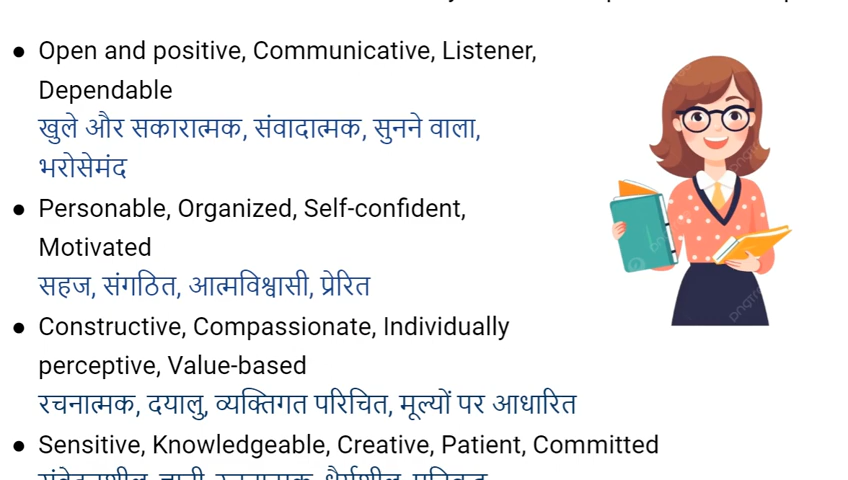 ● Open and positive, Communicative, Listener,
Dependable
खुले और सकारात्मक, संवादात्मक, सुनने वाला,
भरोसेमंद
● Personable, Organized, Self-confident,
Motivated
सहज, संगठित, आत्मविश्वासी, प्रेरित
● Constructive, Compassionate, Individually
perceptive, Value-based
रचनात्मक, दयालु, व्यक्तिगत परिचित, मूल्यों पर आधारित
● Sensitive, Knowledgeable, Creative, Patient, Committed